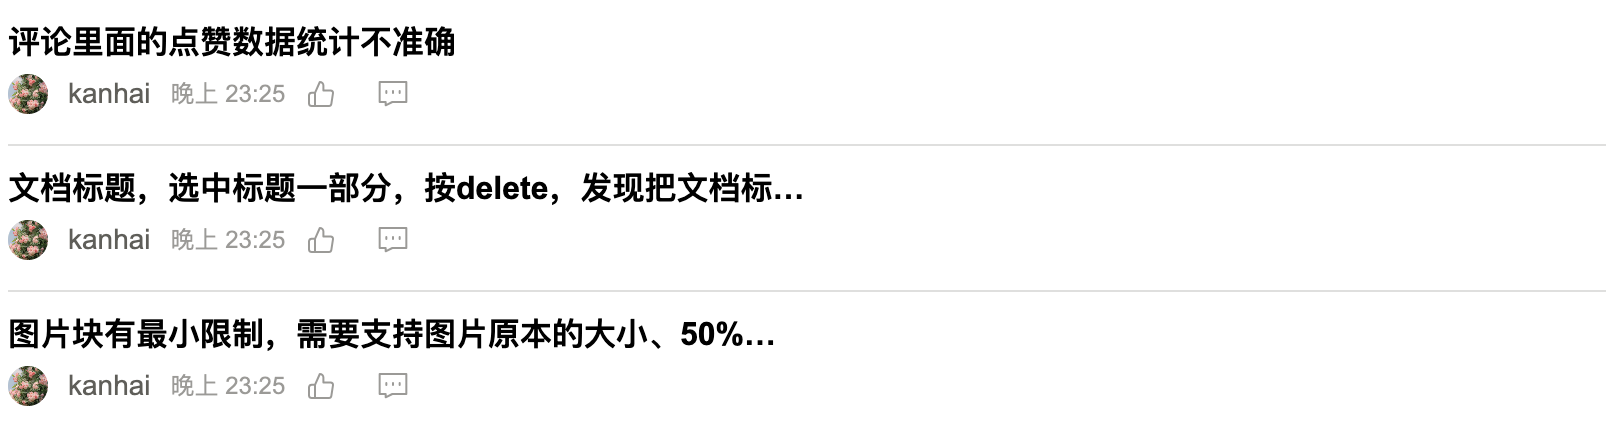 评论里面的点赞数据统计不准确
kanhai 晚上 23:25
文档标题，选中标题一部分，按delete，发现把文档标...
kanhai 晚上 23:25
图片块有最小限制，需要支持图片原本的大小、50%...
kanhai 晚上 23:25